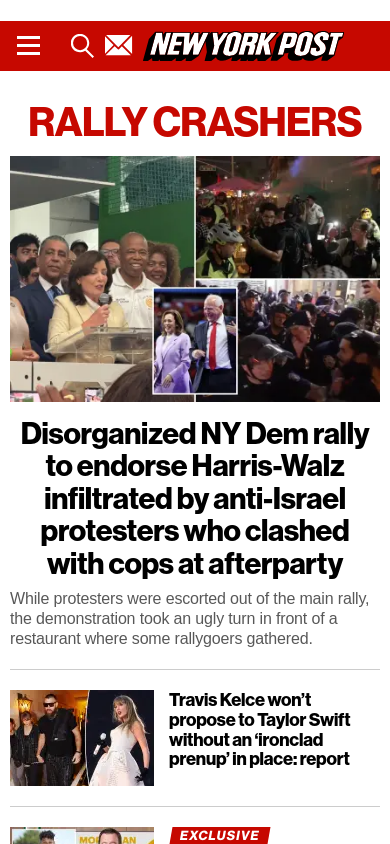 NEW YORK POST
RALLY CRASHERS
Disorganized NY Dem rally
to endorse Harris-Walz
infiltrated by anti-Israel
protesters who clashed
with cops at afterparty
While protesters were escorted out of the main rally,
the demonstration took an ugly turn in front of a
restaurant where some rallygoers gathered.
Travis Kelce won’t
propose to Taylor Swift
without an ‘ironclad
prenup’ in place: report
EXCLUSIVE